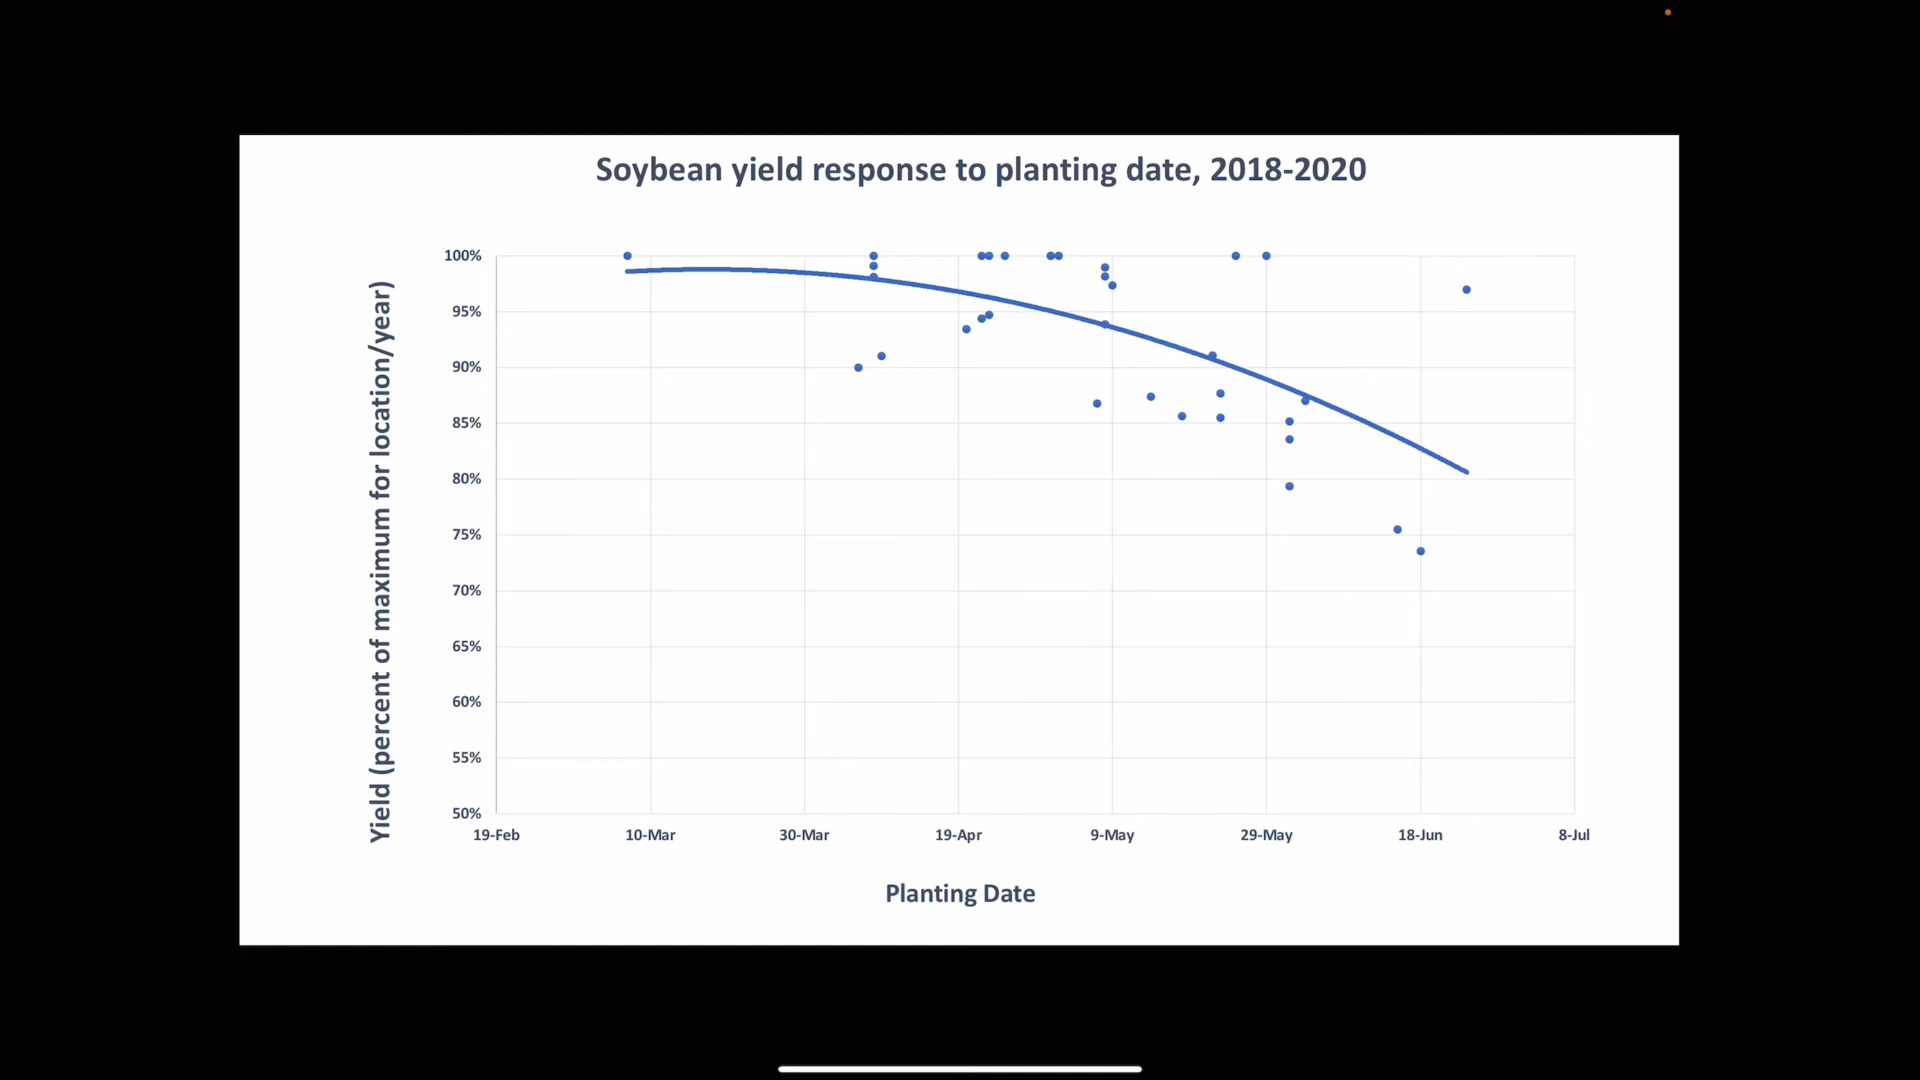 Soybean yield response to planting date, 2018-2020
Yield (percent of maximum for location/year)
100%
95%
90%
85%
80%
75%
70%
65%
60%
55%
50%
19-Feb 10-Mar 30-Mar 19-Apr 9-May 29-May 18-Jun 8-Jul
Planting Date